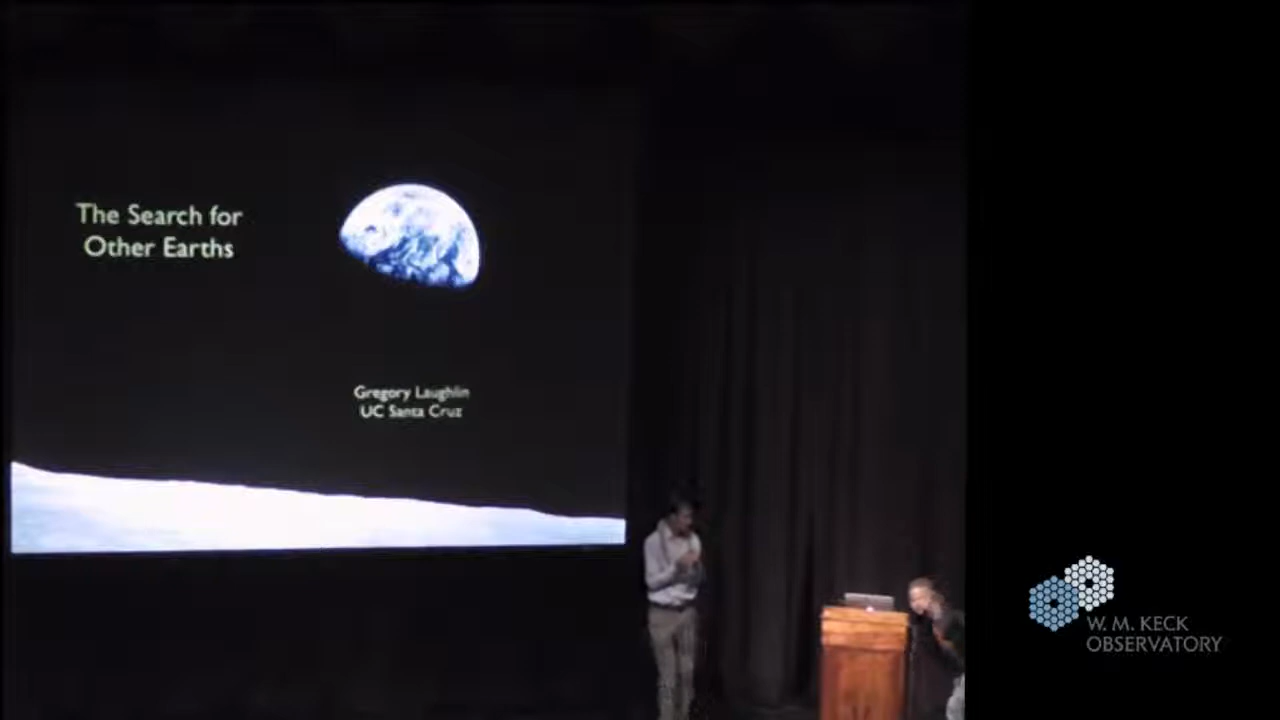 The Search for
Other Earths
Gregory Laughlin
UC Santa Cruz
W. M. KECK
OBSERVATORY